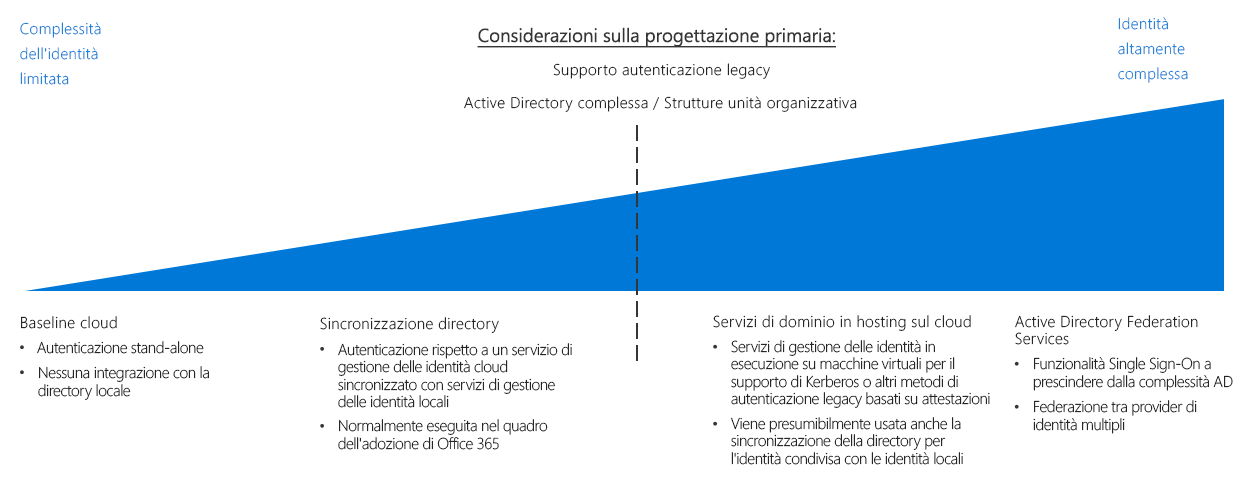 Complessità
dell'identità
limitata
Considerazioni sulla progettazione primaria:
Supporto autenticazione legacy
Active Directory complessa / Strutture unità organizzativa
Identità
altamente
complessa
Baseline cloud
• Autenticazione stand-alone
• Nessuna integrazione con la
directory locale
Sincronizzazione directory
• Autenticazione rispetto a un servizio di
gestione delle identità cloud
sincronizzato con servizi di gestione
delle identità locali
• Normalmente eseguita nel quadro
dell'adozione di Office 365
Servizi di dominio in hosting sul cloud
• Servizi di gestione delle identità in
esecuzione su macchine virtuali per il
supporto di Kerberos o altri metodi di
autenticazione legacy basati su attestazioni
• Viene presumibilmente usata anche la
sincronizzazione della directory per
l'identità condivisa con le identità locali
Active Directory Federation
Services
• Funzionalità Single Sign-On a
prescindere dalla complessità AD
• Federazione tra provider di
identità multipli